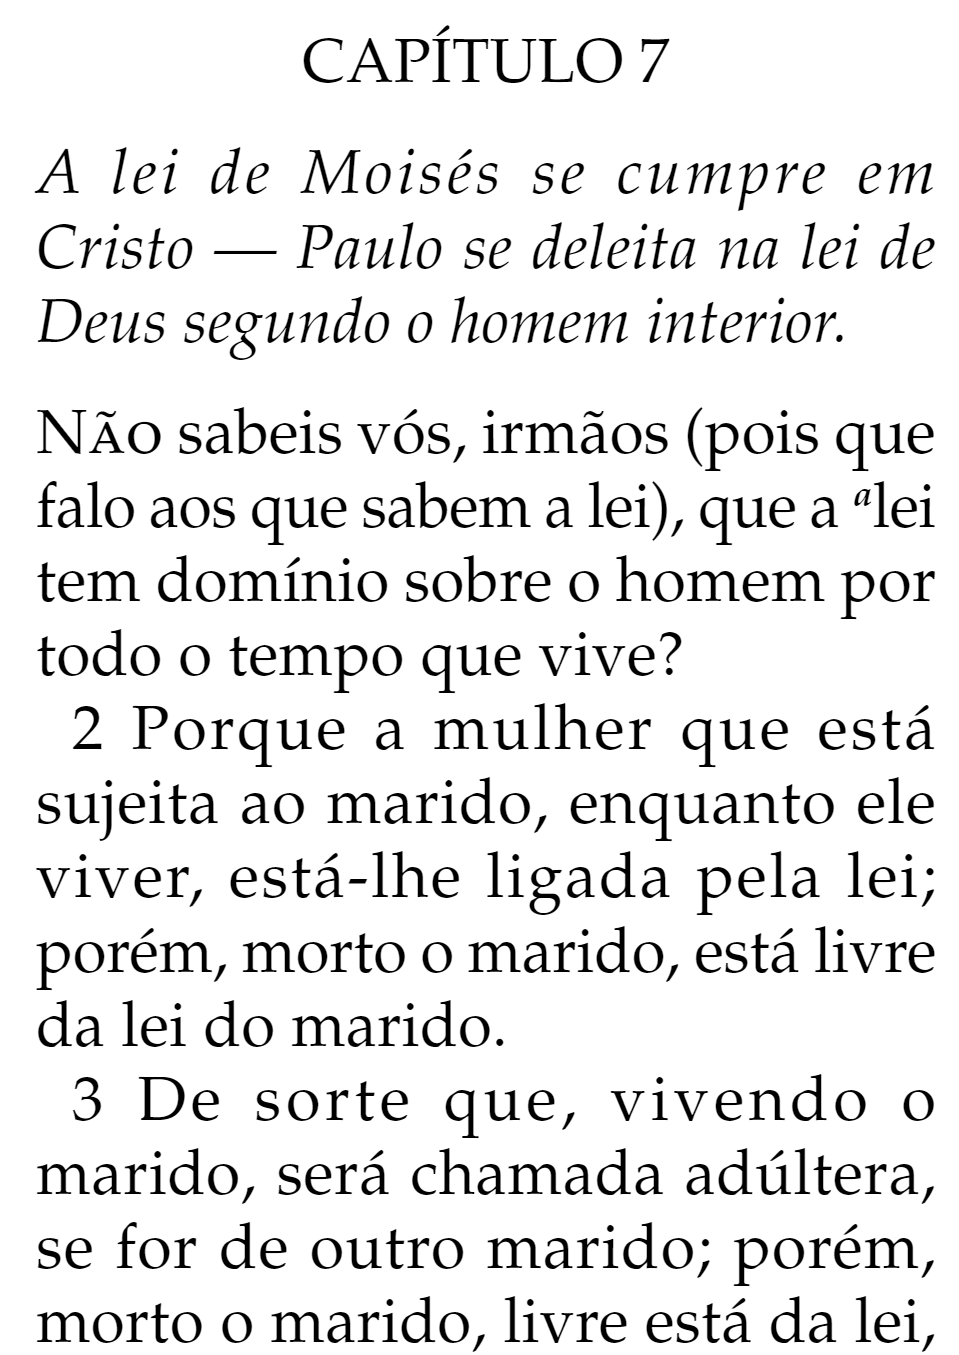 CAPÍTULO 7
A lei de Moisés se cumpre em
Cristo — Paulo se deleita na lei de
Deus segundo o homem interior.
NÃO sabeis vós, irmãos (pois que
falo aos que sabem a lei), que a ᵃlei
tem domínio sobre o homem por
todo o tempo que vive?
2 Porque a mulher que está
sujeita ao marido, enquanto ele
viver, está-lhe ligada pela lei;
porém, morto o marido, está livre
da lei do marido.
3 De sorte que, vivendo o
marido, será chamada adúltera,
se for de outro marido; porém,
morto o marido, livre está da lei,